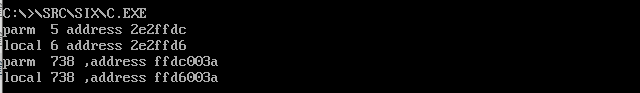 C:\>\SRC\SIX\C.EXE
parm  5 address 2e2ffdc
local 6 address 2e2ffd6
parm  738 ,address ffdc003a
local 738 ,address ffd6003a